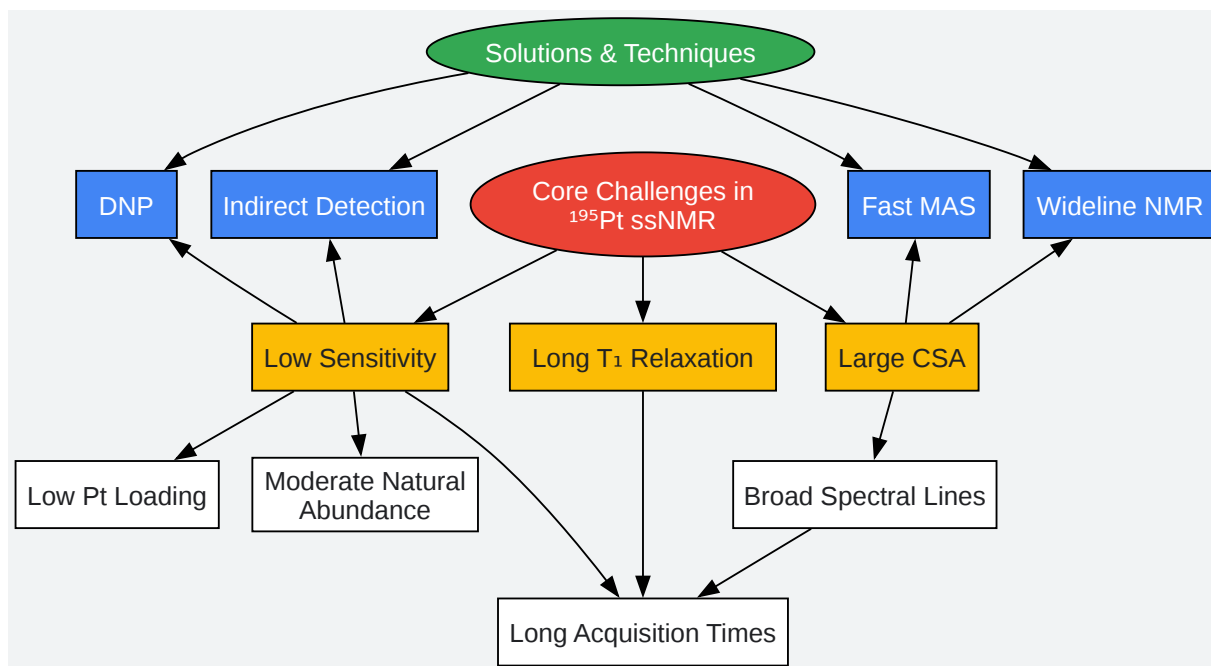 Solutions & Techniques
DNP
Indirect Detection
Core Challenges in
¹⁹⁵Pt ssNMR
Fast MAS
Wideline NMR
Low Sensitivity
Long T₁ Relaxation
Large CSA
Low Pt Loading
Moderate Natural
Abundance
Broad Spectral Lines
Long Acquisition Times